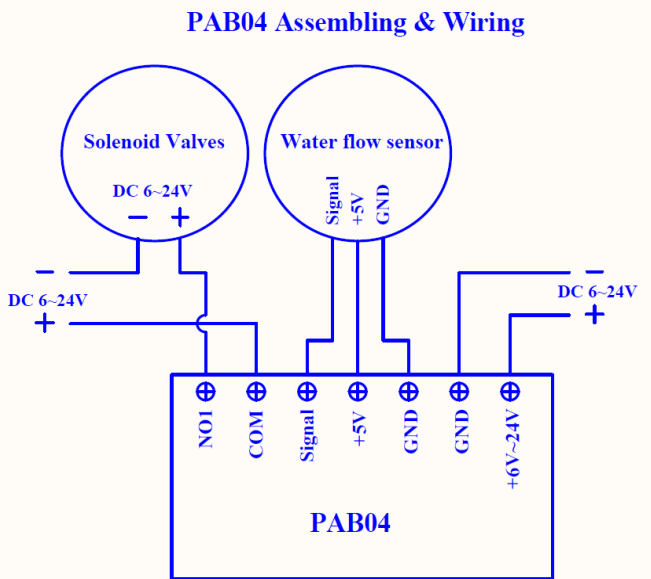 PAB04 Assembling & Wiring
Solenoid Valves
DC 6~24V
− +
Water flow sensor
Signal
+5V
GND
−
DC 6~24V
+
−
DC 6~24V
+
NO1
COM
Signal
+5V
GND
GND
+6V~24V
PAB04